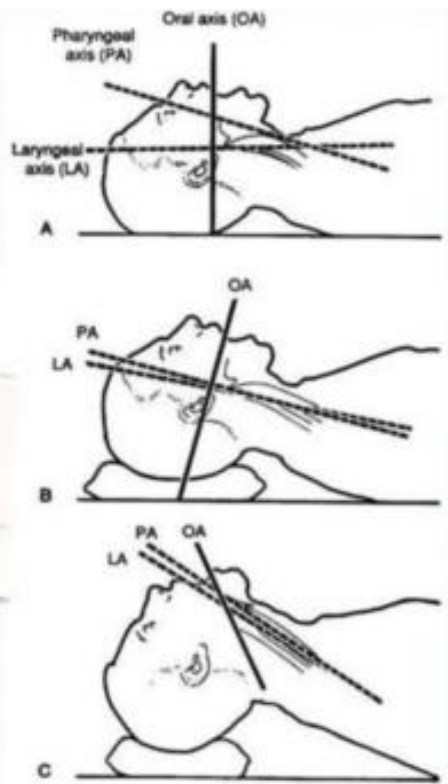 Oral axis (OA)
Pharyngeal
axis (PA)
Laryngeal
axis (LA)
A
OA
PA
LA
B
PA OA
LA
C